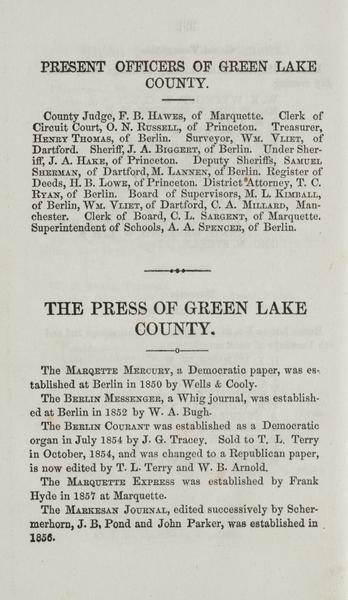 PRESENT OFFICERS OF GREEN LAKE
COUNTY.
County Judge, F. B. HAWES, of Marquette. Clerk of
Circuit Court, O. N. RUSSELL, of Princeton. Treasurer,
HENRY THOMAS, of Berlin. Surveyor, WM. VLIET, of
Dartford. Sheriff, J. A. BIGGERT, of Berlin. Under Sher-
iff, J. A. HAKE, of Princeton. Deputy Sheriffs, SAMUEL
SHERMAN, of Dartford, M. LANNEN, of Berlin. Register of
Deeds, H. B. LOWE, of Princeton. District Attorney, T. C.
RYAN, of Berlin. Board of Supervisors, M. L. KIMBALL,
of Berlin, WM. VLIET, of Dartford, C. A. MILLARD, Man-
chester. Clerk of Board, C. L. SARGENT, of Marquette.
Superintendent of Schools, A. A. SPENCER, of Berlin.
THE PRESS OF GREEN LAKE
COUNTY.
The MARQETTE MERCURY, a Democratic paper, was es-
tablished at Berlin in 1850 by Wells & Cooly.
The BERLIN MESSENGER, a Whig journal, was establish-
ed at Berlin in 1852 by W. A. Bugh.
The BERLIN COURANT was established as a Democratic
organ in July 1854 by J. G. Tracey. Sold to T. L. Terry
in October, 1854, and was changed to a Republican paper,
is now edited by T. L. Terry and W. B. Arnold.
The MARQUETTE EXPRESS was established by Frank
Hyde in 1857 at Marquette.
The MARKESAN JOURNAL, edited successively by Scher-
merhorn, J. B, Pond and John Parker, was established in
1856.